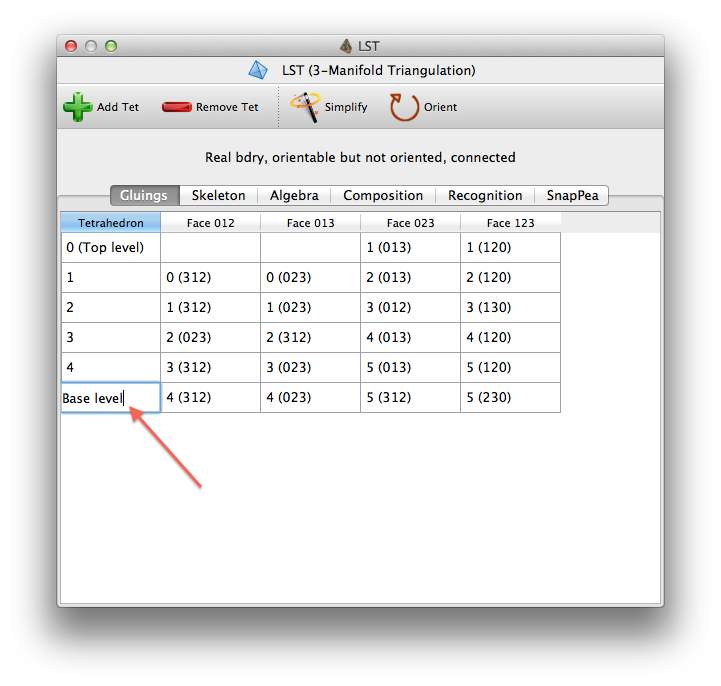 LST
LST (3-Manifold Triangulation)
Add Tet Remove Tet Simplify Orient
Real bdry, orientable but not oriented, connected
Gluings Skeleton Algebra Composition Recognition SnapPea
Tetrahedron Face 012 Face 013 Face 023 Face 123
0 (Top level) 1 (013) 1 (120)
1 0 (312) 0 (023) 2 (013) 2 (120)
2 1 (312) 1 (023) 3 (012) 3 (130)
3 2 (023) 2 (312) 4 (013) 4 (120)
4 3 (312) 3 (023) 5 (013) 5 (120)
Base level 4 (312) 4 (023) 5 (312) 5 (230)